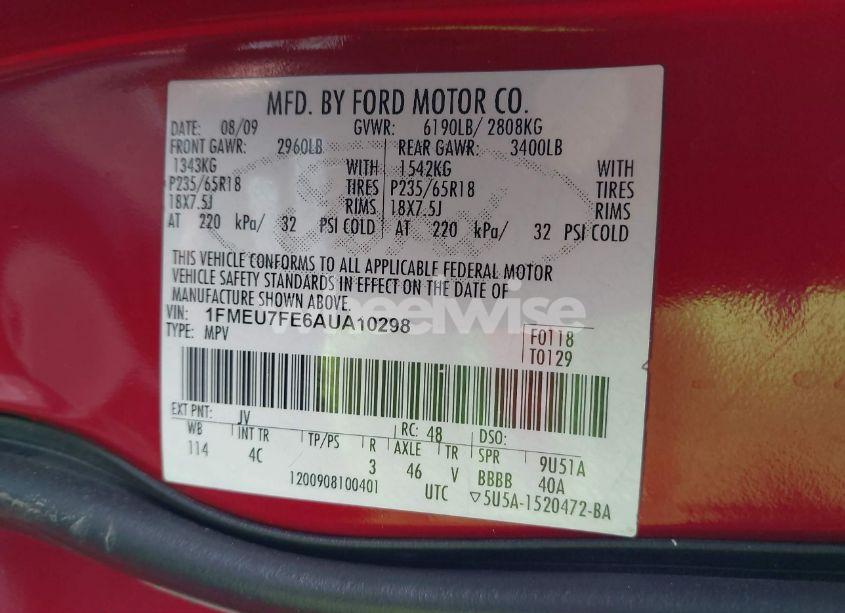 MFD. BY FORD MOTOR CO.
DATE: 08/09 GVWR: 6190LB/ 2808KG
FRONT GAWR: 2960LB REAR GAWR: 3400LB
1343KG WITH 1542KG WITH
P235/65R18 TIRES P235/65R18 TIRES
18X7.5J RIMS 18X7.5J RIMS
AT 220 kPa/ 32 PSI COLD AT 220 kPa/ 32 PSI COLD
THIS VEHICLE CONFORMS TO ALL APPLICABLE FEDERAL MOTOR
VEHICLE SAFETY STANDARDS IN EFFECT ON THE DATE OF
MANUFACTURE SHOWN ABOVE.
wheelwise
VIN: 1FMEU7FE6AUA10298 F0118
TYPE: MPV T0129
EXT PNT: JV RC: 48 DSO:
WB INT TR TP/PS R AXLE TR SPR 9U51A
114 4C 3 46 V BBBB 40A
1200908100401 UTC ▽5U5A-1520472-BA